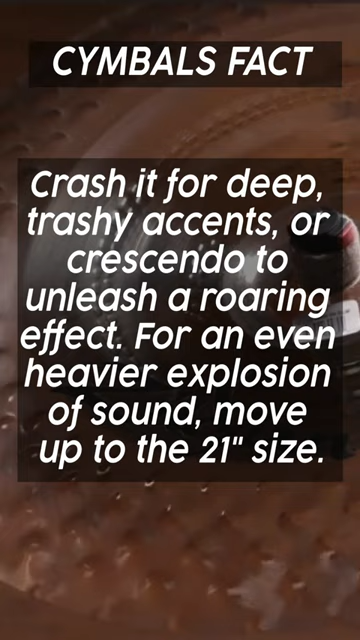 CYMBALS FACT
Crash it for deep,
trashy accents, or
crescendo to
unleash a roaring
effect. For an even
heavier explosion
of sound, move
up to the 21" size.